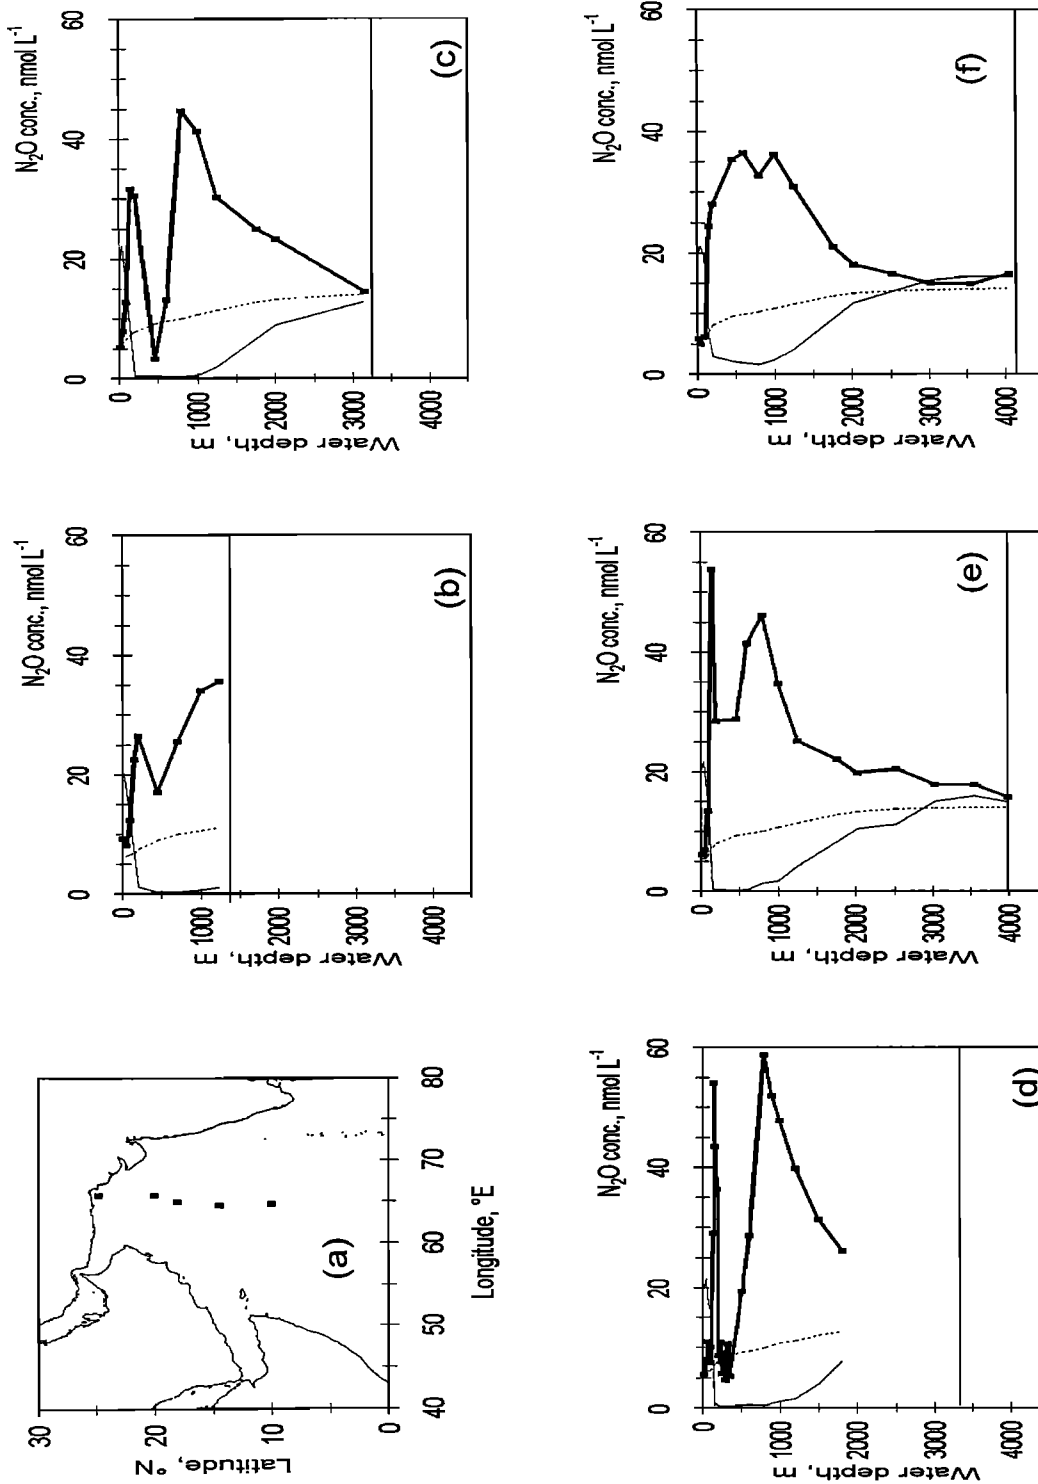 Latitude, ºN
30
20
10
0
(a)
40 50 60 70 80
Longitude, ºE
N₂O conc., nmol L⁻¹
0 20 40 60
Water depth, m
0
1000
2000
3000
4000
(b)
N₂O conc., nmol L⁻¹
0 20 40 60
Water depth, m
0
1000
2000
3000
4000
(c)
N₂O conc., nmol L⁻¹
0 20 40 60
Water depth, m
0
1000
2000
3000
4000
(d)
N₂O conc., nmol L⁻¹
0 20 40 60
Water depth, m
0
1000
2000
3000
4000
(e)
N₂O conc., nmol L⁻¹
0 20 40 60
Water depth, m
0
1000
2000
3000
4000
(f)